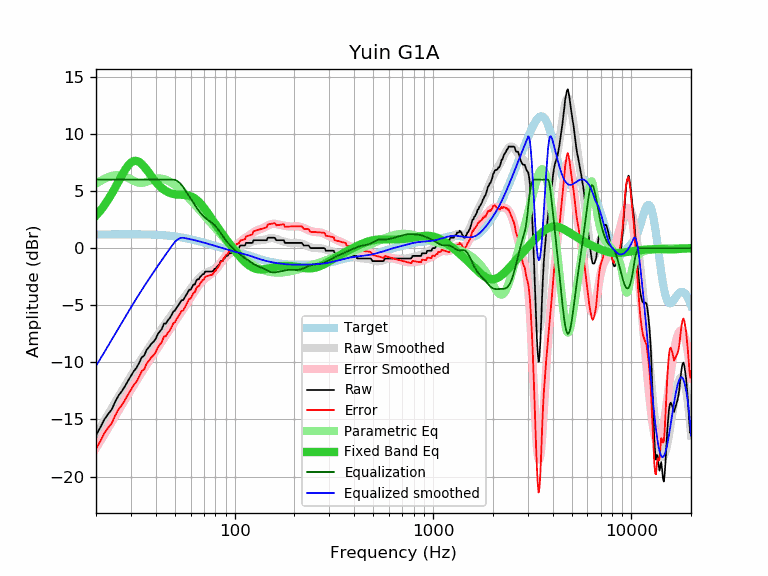 Yuin G1A
15
10
5
0
−5
−10
−15
−20
Amplitude (dBr)
Target
Raw Smoothed
Error Smoothed
Raw
Error
Parametric Eq
Fixed Band Eq
Equalization
Equalized smoothed
100 1000 10000
Frequency (Hz)